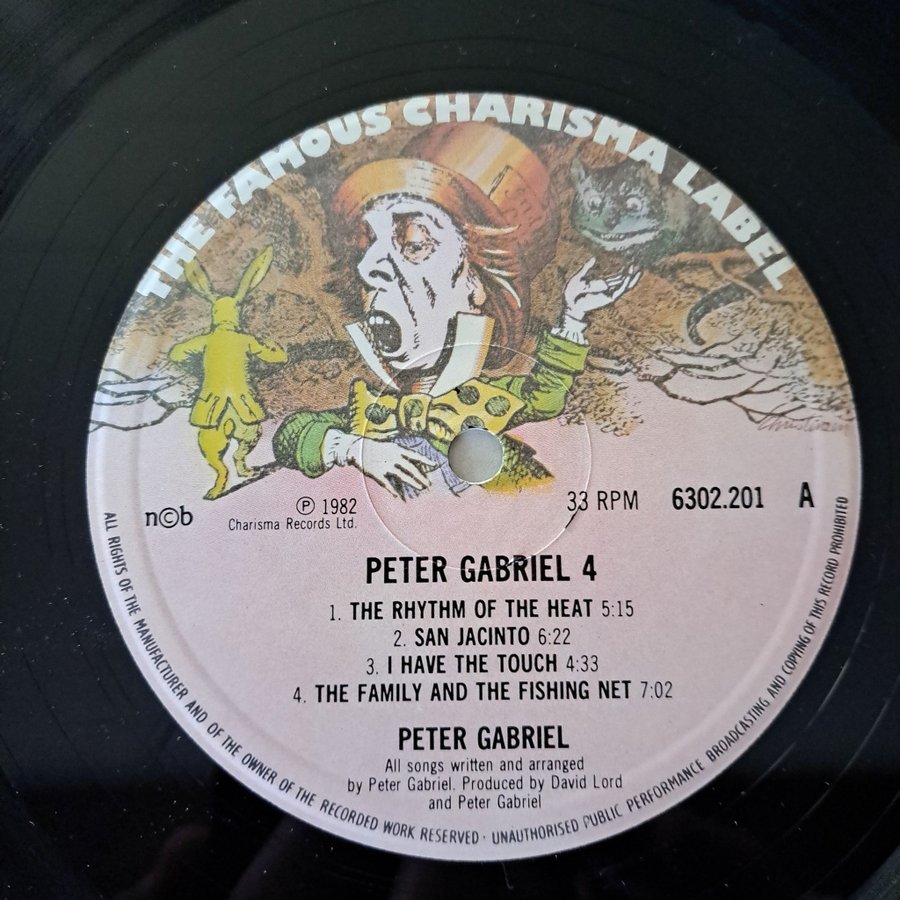 THE FAMOUS CHARISMA LABEL
n©b
℗ 1982
Charisma Records Ltd.
33 RPM 6302.201 A
PETER GABRIEL 4
1. THE RHYTHM OF THE HEAT 5:15
2. SAN JACINTO 6:22
3. I HAVE THE TOUCH 4:33
4. THE FAMILY AND THE FISHING NET 7:02
PETER GABRIEL
All songs written and arranged
by Peter Gabriel. Produced by David Lord
and Peter Gabriel
ALL RIGHTS OF THE MANUFACTURER AND OF THE OWNER OF THE RECORDED WORK RESERVED · UNAUTHORISED PUBLIC PERFORMANCE BROADCASTING AND COPYING OF THIS RECORD PROHIBITED